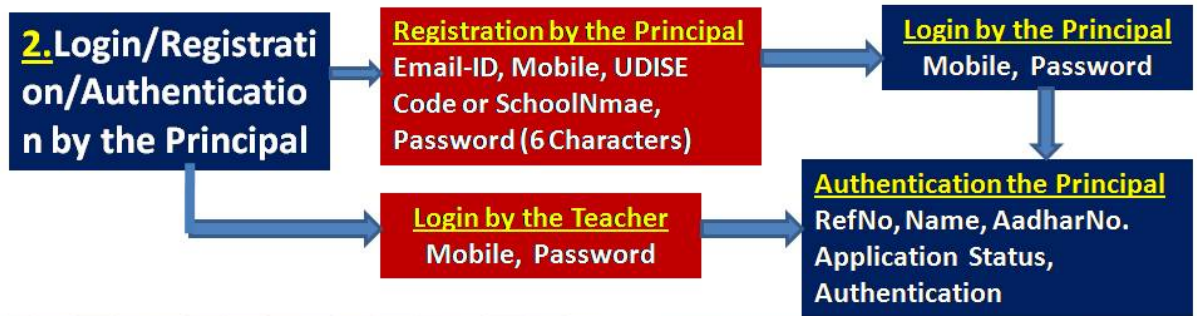 2.Login/Registrati
on/Authenticatio
n by the Principal
Registration by the Principal
Email-ID, Mobile, UDISE
Code or SchoolNmae,
Password (6 Characters)
Login by the Principal
Mobile, Password
Login by the Teacher
Mobile, Password
Authentication the Principal
RefNo, Name, AadharNo.
Application Status,
Authentication